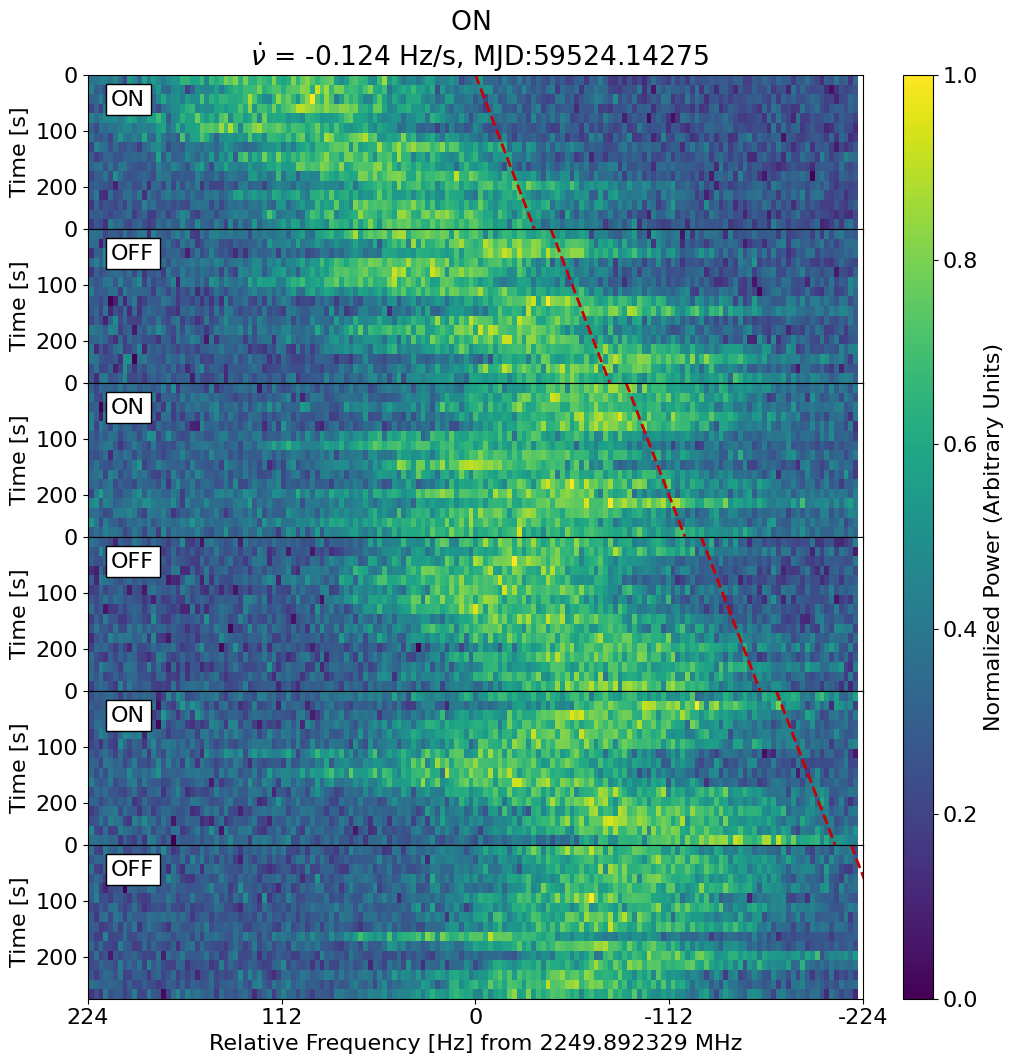 ON
ν̇ = -0.124 Hz/s, MJD:59524.14275
ON
OFF
ON
OFF
ON
OFF
0
100
200
0
100
200
0
100
200
0
100
200
0
100
200
0
100
200
Time [s]
Time [s]
Time [s]
Time [s]
Time [s]
Time [s]
224
112
0
-112
-224
Relative Frequency [Hz] from 2249.892329 MHz
1.0
0.8
0.6
0.4
0.2
0.0
Normalized Power (Arbitrary Units)